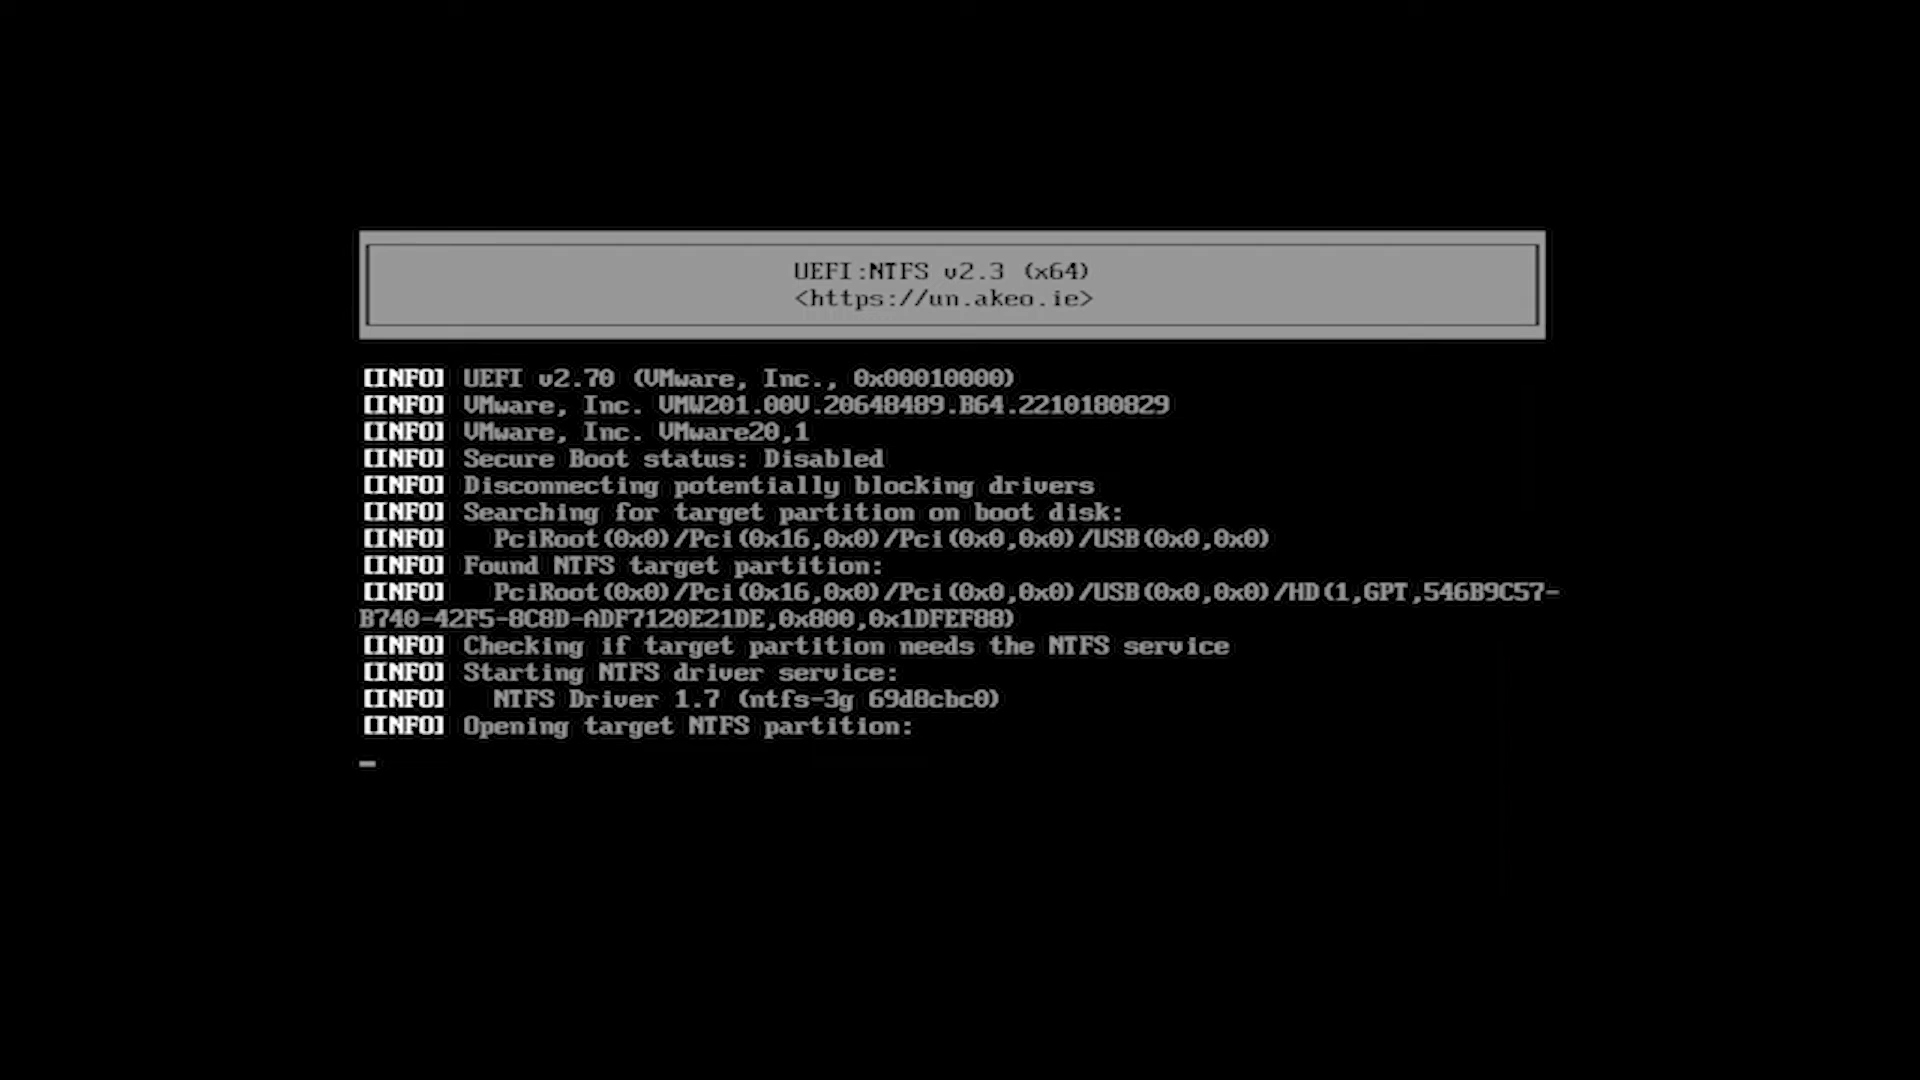 UEFI:NTFS v2.3 (x64)
<https://un.akeo.ie>
[INFO] UEFI v2.70 (VMware, Inc., 0x00010000)
[INFO] VMware, Inc. VMW201.00V.20648489.B64.2210180829
[INFO] VMware, Inc. VMware20,1
[INFO] Secure Boot status: Disabled
[INFO] Disconnecting potentially blocking drivers
[INFO] Searching for target partition on boot disk:
[INFO]   PciRoot(0x0)/Pci(0x16,0x0)/Pci(0x0,0x0)/USB(0x0,0x0)
[INFO] Found NTFS target partition:
[INFO]   PciRoot(0x0)/Pci(0x16,0x0)/Pci(0x0,0x0)/USB(0x0,0x0)/HD(1,GPT,546B9C57-
B740-42F5-8C8D-ADF7120E21DE,0x800,0x1DFEF88)
[INFO] Checking if target partition needs the NTFS service
[INFO] Starting NTFS driver service:
[INFO]   NTFS Driver 1.7 (ntfs-3g 69d8cbc0)
[INFO] Opening target NTFS partition:
_